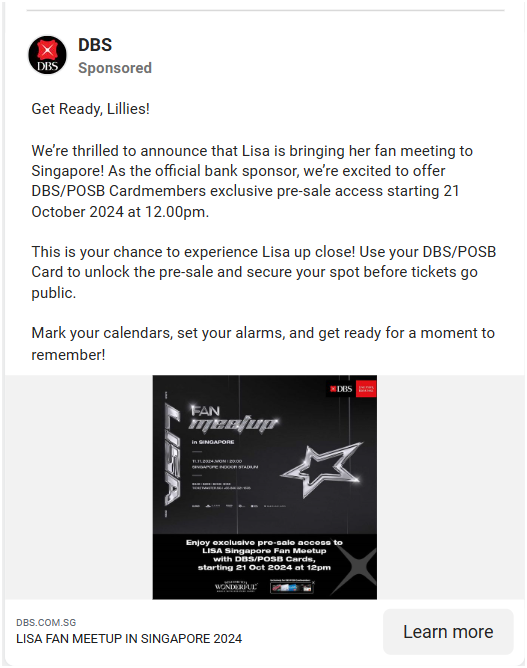 DBS
DBS
Sponsored
Get Ready, Lillies!
We’re thrilled to announce that Lisa is bringing her fan meeting to
Singapore! As the official bank sponsor, we’re excited to offer
DBS/POSB Cardmembers exclusive pre-sale access starting 21
October 2024 at 12.00pm.
This is your chance to experience Lisa up close! Use your DBS/POSB
Card to unlock the pre-sale and secure your spot before tickets go
public.
Mark your calendars, set your alarms, and get ready for a moment to
remember!
DBS
LISA
FAN
meetup
in SINGAPORE
11.11.2024.MON | 20:00
SINGAPORE INDOOR STADIUM
Enjoy exclusive pre-sale access to
LISA Singapore Fan Meetup
with DBS/POSB Cards,
starting 21 Oct 2024 at 12pm
WONDERFUL
DBS.COM.SG
LISA FAN MEETUP IN SINGAPORE 2024
Learn more